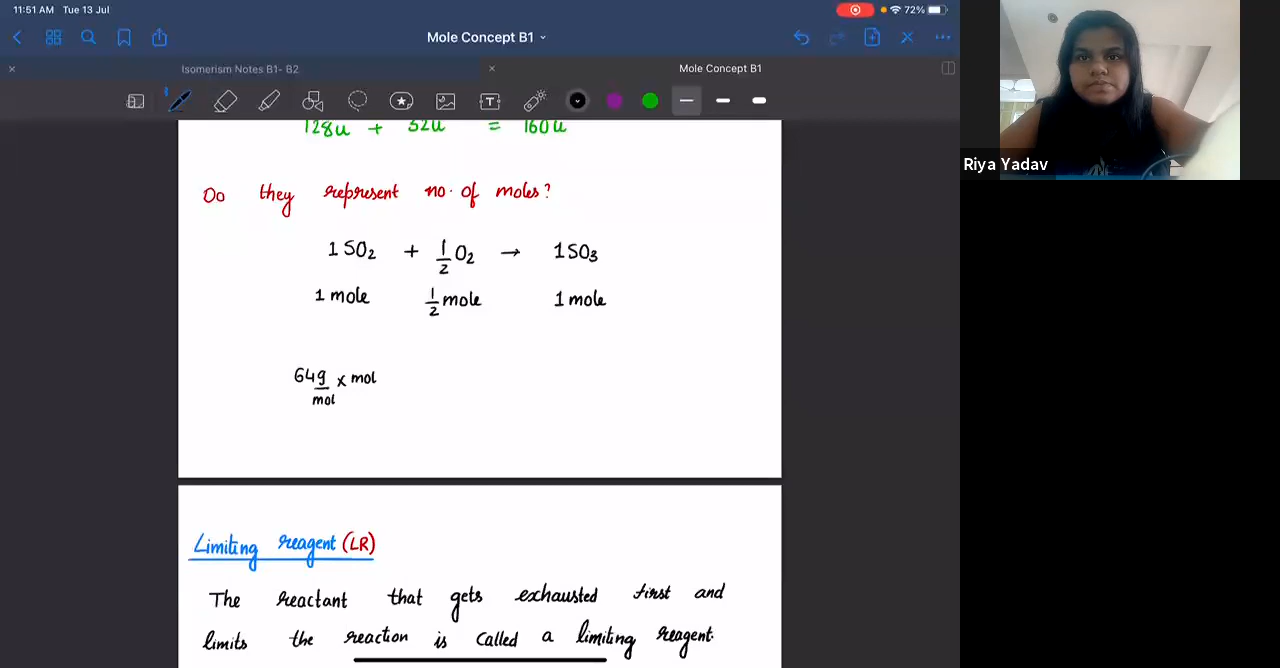 11:51 AM Tue 13 Jul
72%
Mole Concept B1
Isomerism Notes B1- B2
Mole Concept B1
128u + 32u = 160u
Do they represent no. of moles?
1 SO2 + 1/2 O2 → 1 SO3
1 mole 1/2 mole 1 mole
64g/mol x mol
Limiting reagent (LR)
The reactant that gets exhausted first and
limits the reaction is called a limiting reagent.
Riya Yadav